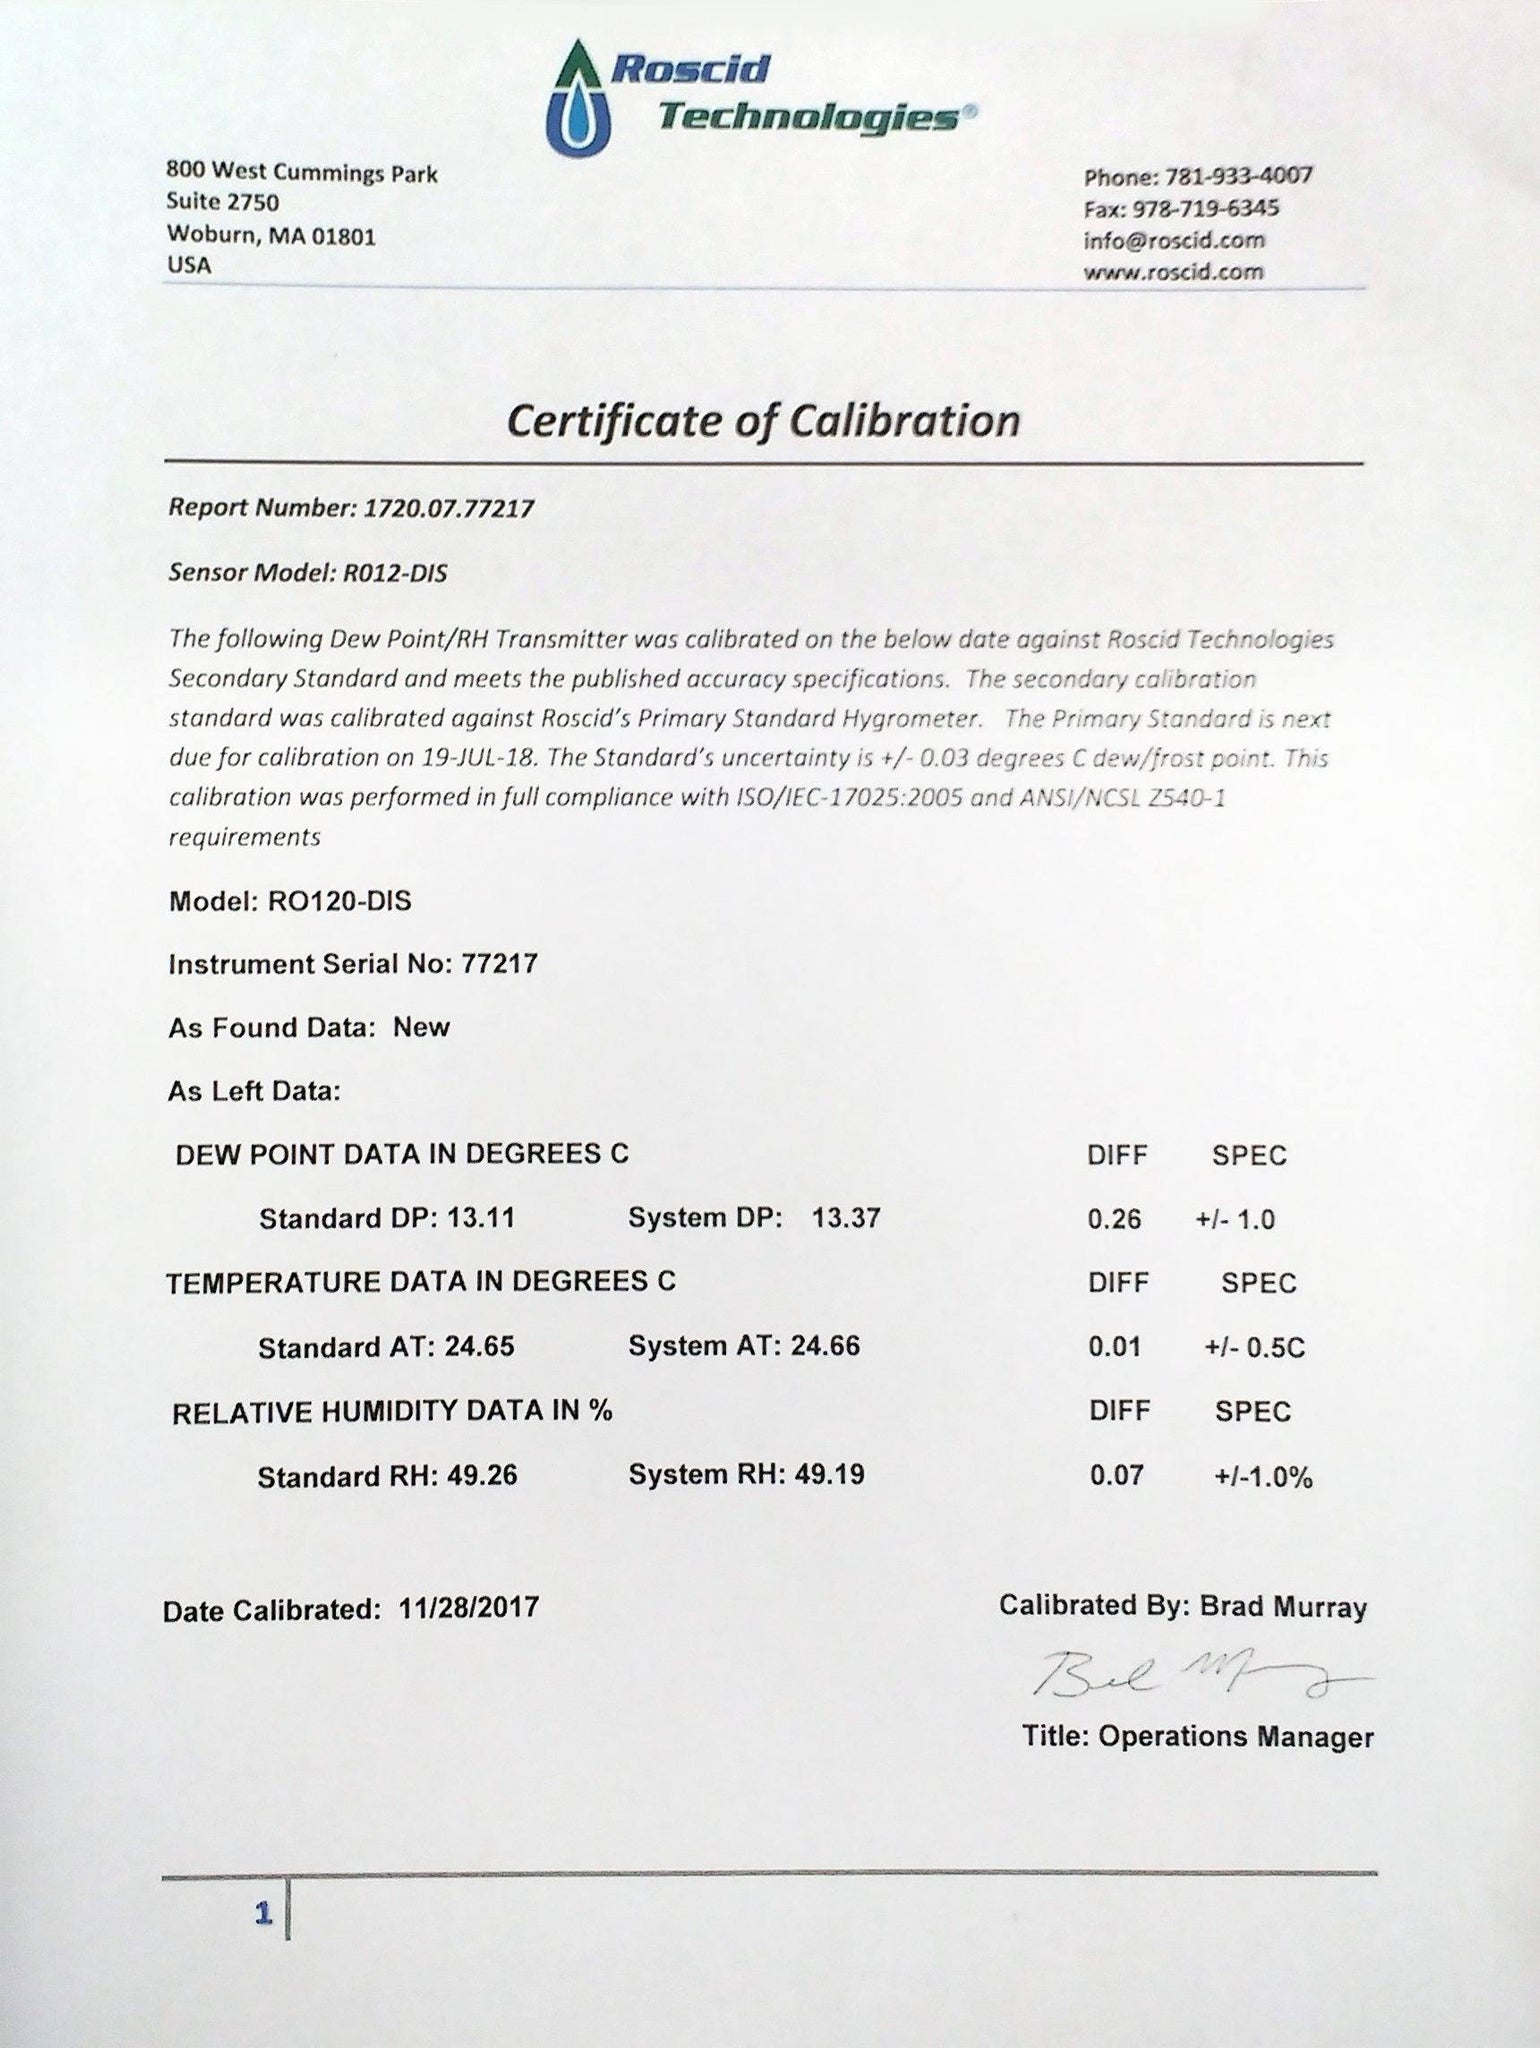 Roscid
Technologies®
800 West Cummings Park
Suite 2750
Woburn, MA 01801
USA
Phone: 781-933-4007
Fax: 978-719-6345
info@roscid.com
www.roscid.com
Certificate of Calibration
Report Number: 1720.07.77217
Sensor Model: R012-DIS
The following Dew Point/RH Transmitter was calibrated on the below date against Roscid Technologies
Secondary Standard and meets the published accuracy specifications. The secondary calibration
standard was calibrated against Roscid's Primary Standard Hygrometer. The Primary Standard is next
due for calibration on 19-JUL-18. The Standard's uncertainty is +/- 0.03 degrees C dew/frost point. This
calibration was performed in full compliance with ISO/IEC-17025:2005 and ANSI/NCSL Z540-1
requirements
Model: RO120-DIS
Instrument Serial No: 77217
As Found Data: New
As Left Data:
DEW POINT DATA IN DEGREES C DIFF SPEC
Standard DP: 13.11 System DP: 13.37 0.26 +/- 1.0
TEMPERATURE DATA IN DEGREES C DIFF SPEC
Standard AT: 24.65 System AT: 24.66 0.01 +/- 0.5C
RELATIVE HUMIDITY DATA IN % DIFF SPEC
Standard RH: 49.26 System RH: 49.19 0.07 +/-1.0%
Date Calibrated: 11/28/2017 Calibrated By: Brad Murray
Title: Operations Manager
1